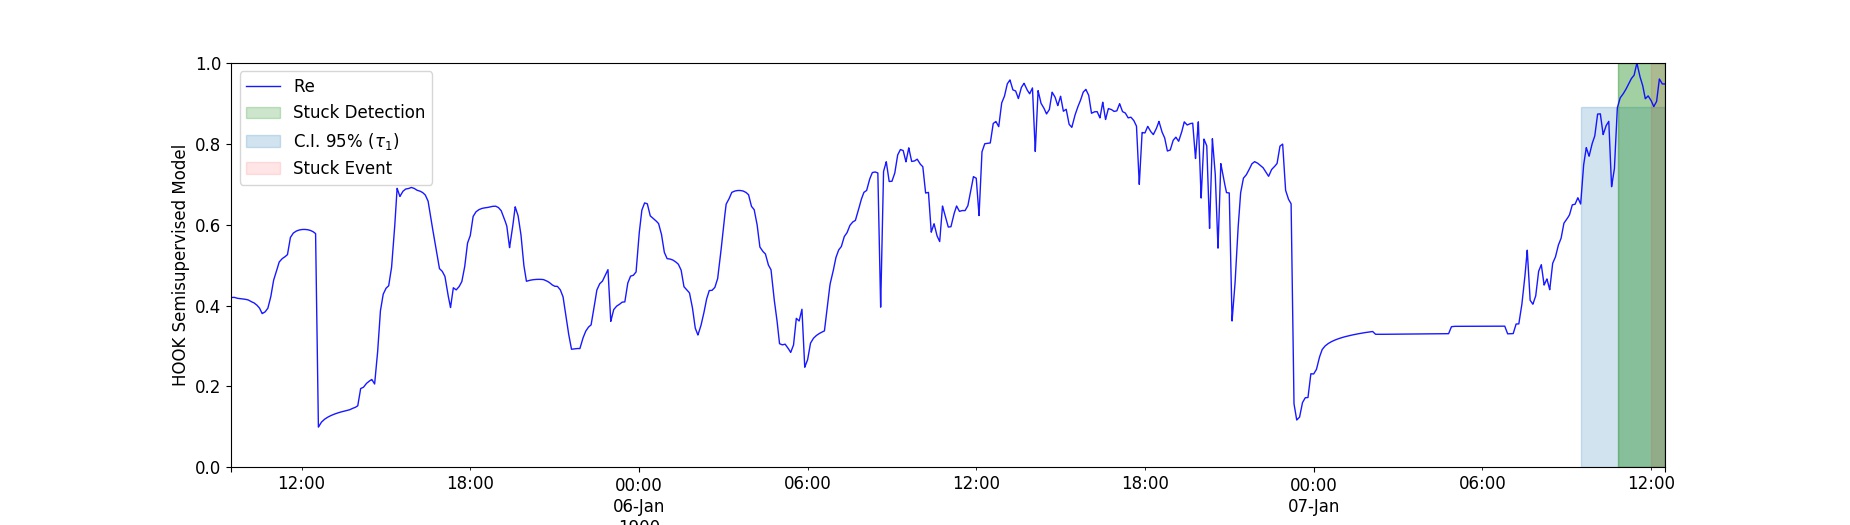 1.0
0.8
0.6
0.4
0.2
0.0
HOOK Semisupervised Model
Re
Stuck Detection
C.I. 95% (τ₁)
Stuck Event
12:00 18:00 00:00 06:00 12:00 18:00 00:00 06:00 12:00
06-Jan 07-Jan
1900